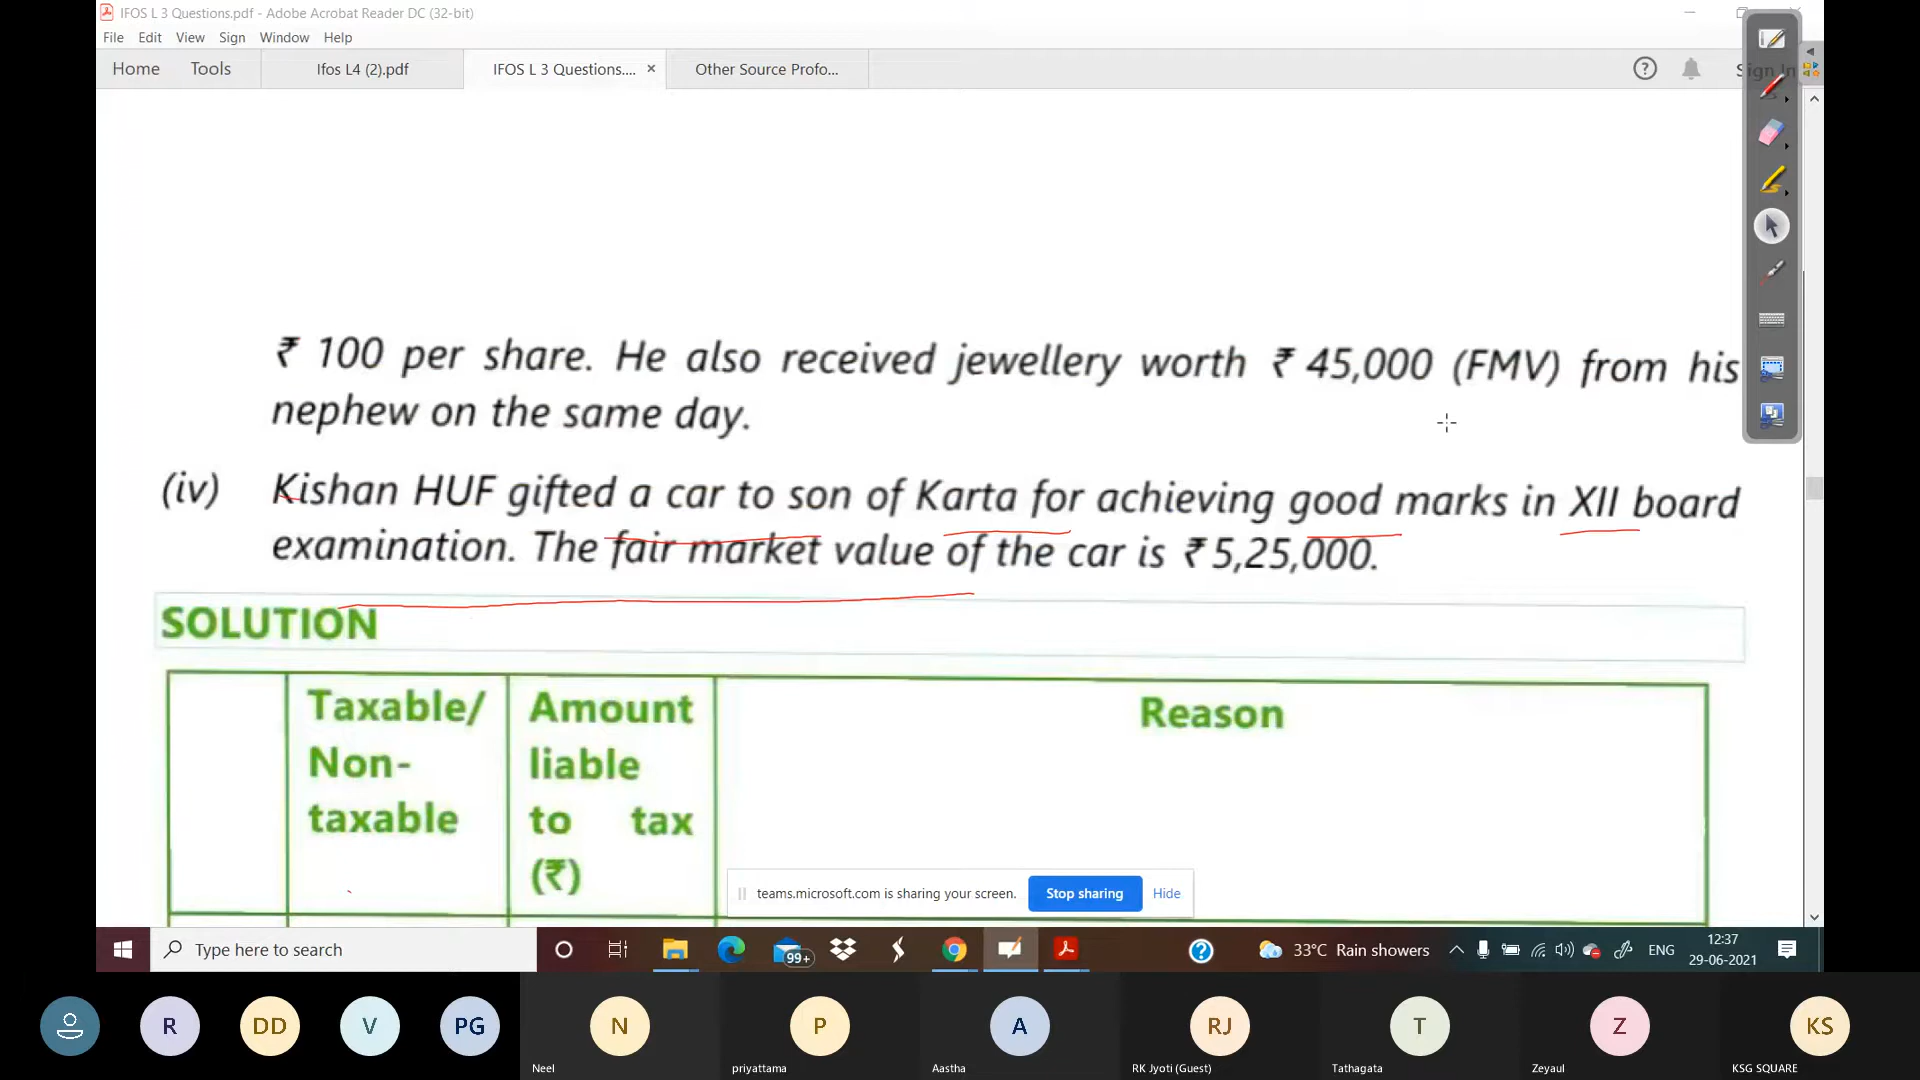 IFOS L 3 Questions.pdf - Adobe Acrobat Reader DC (32-bit)
File Edit View Sign Window Help
Home Tools Ifos L4 (2).pdf IFOS L 3 Questions.... × Other Source Profo... Sign In
₹ 100 per share. He also received jewellery worth ₹ 45,000 (FMV) from his
nephew on the same day.
(iv) Kishan HUF gifted a car to son of Karta for achieving good marks in XII board
examination. The fair market value of the car is ₹ 5,25,000.
SOLUTION
Taxable/
Non-
taxable
Amount
liable
to tax
(₹)
Reason
teams.microsoft.com is sharing your screen. Stop sharing Hide
Type here to search
99+
33°C Rain showers
ENG
12:37
29-06-2021
R DD V PG N P A RJ T Z KS
Neel priyattama Aastha RK Jyoti (Guest) Tathagata Zeyaul KSG SQUARE